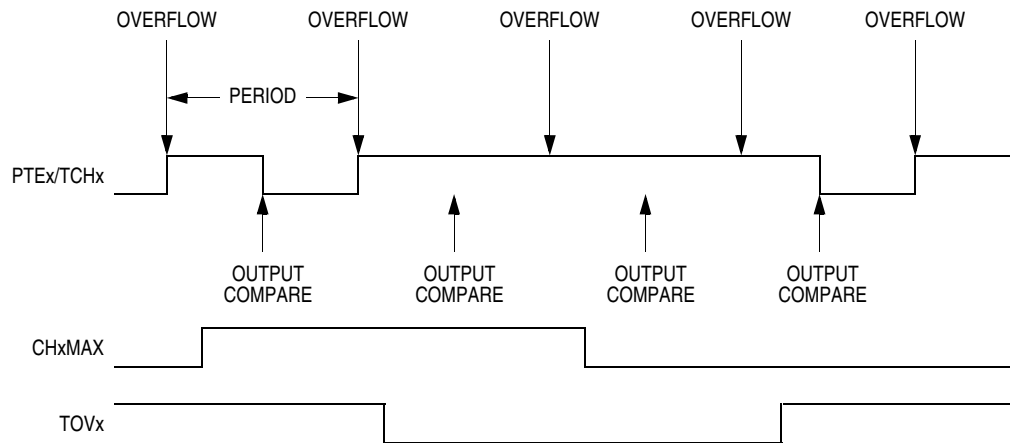 OVERFLOW OVERFLOW OVERFLOW OVERFLOW OVERFLOW
PERIOD
PTEx/TCHx
OUTPUT OUTPUT OUTPUT OUTPUT
COMPARE COMPARE COMPARE COMPARE
CHxMAX
TOVx